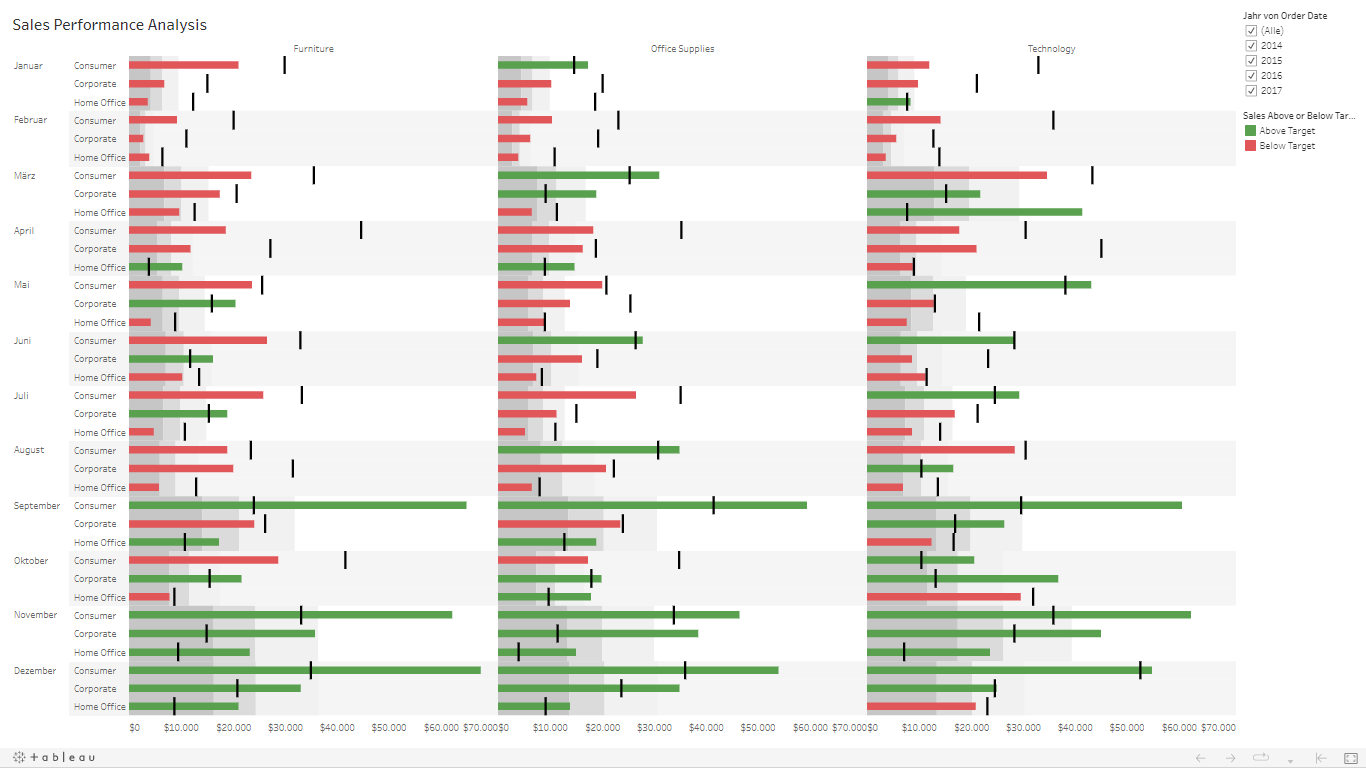 Sales Performance Analysis
Furniture Office Supplies Technology
Januar Consumer
Corporate
Home Office
Februar Consumer
Corporate
Home Office
März Consumer
Corporate
Home Office
April Consumer
Corporate
Home Office
Mai Consumer
Corporate
Home Office
Juni Consumer
Corporate
Home Office
Juli Consumer
Corporate
Home Office
August Consumer
Corporate
Home Office
September Consumer
Corporate
Home Office
Oktober Consumer
Corporate
Home Office
November Consumer
Corporate
Home Office
Dezember Consumer
Corporate
Home Office
$0 $10.000 $20.000 $30.000 $40.000 $50.000 $60.000 $70.000 $0 $10.000 $20.000 $30.000 $40.000 $50.000 $60.000 $70.000 $0 $10.000 $20.000 $30.000 $40.000 $50.000 $60.000 $70.000
Jahr von Order Date
(Alle)
2014
2015
2016
2017
Sales Above or Below Tar...
Above Target
Below Target
+ableau